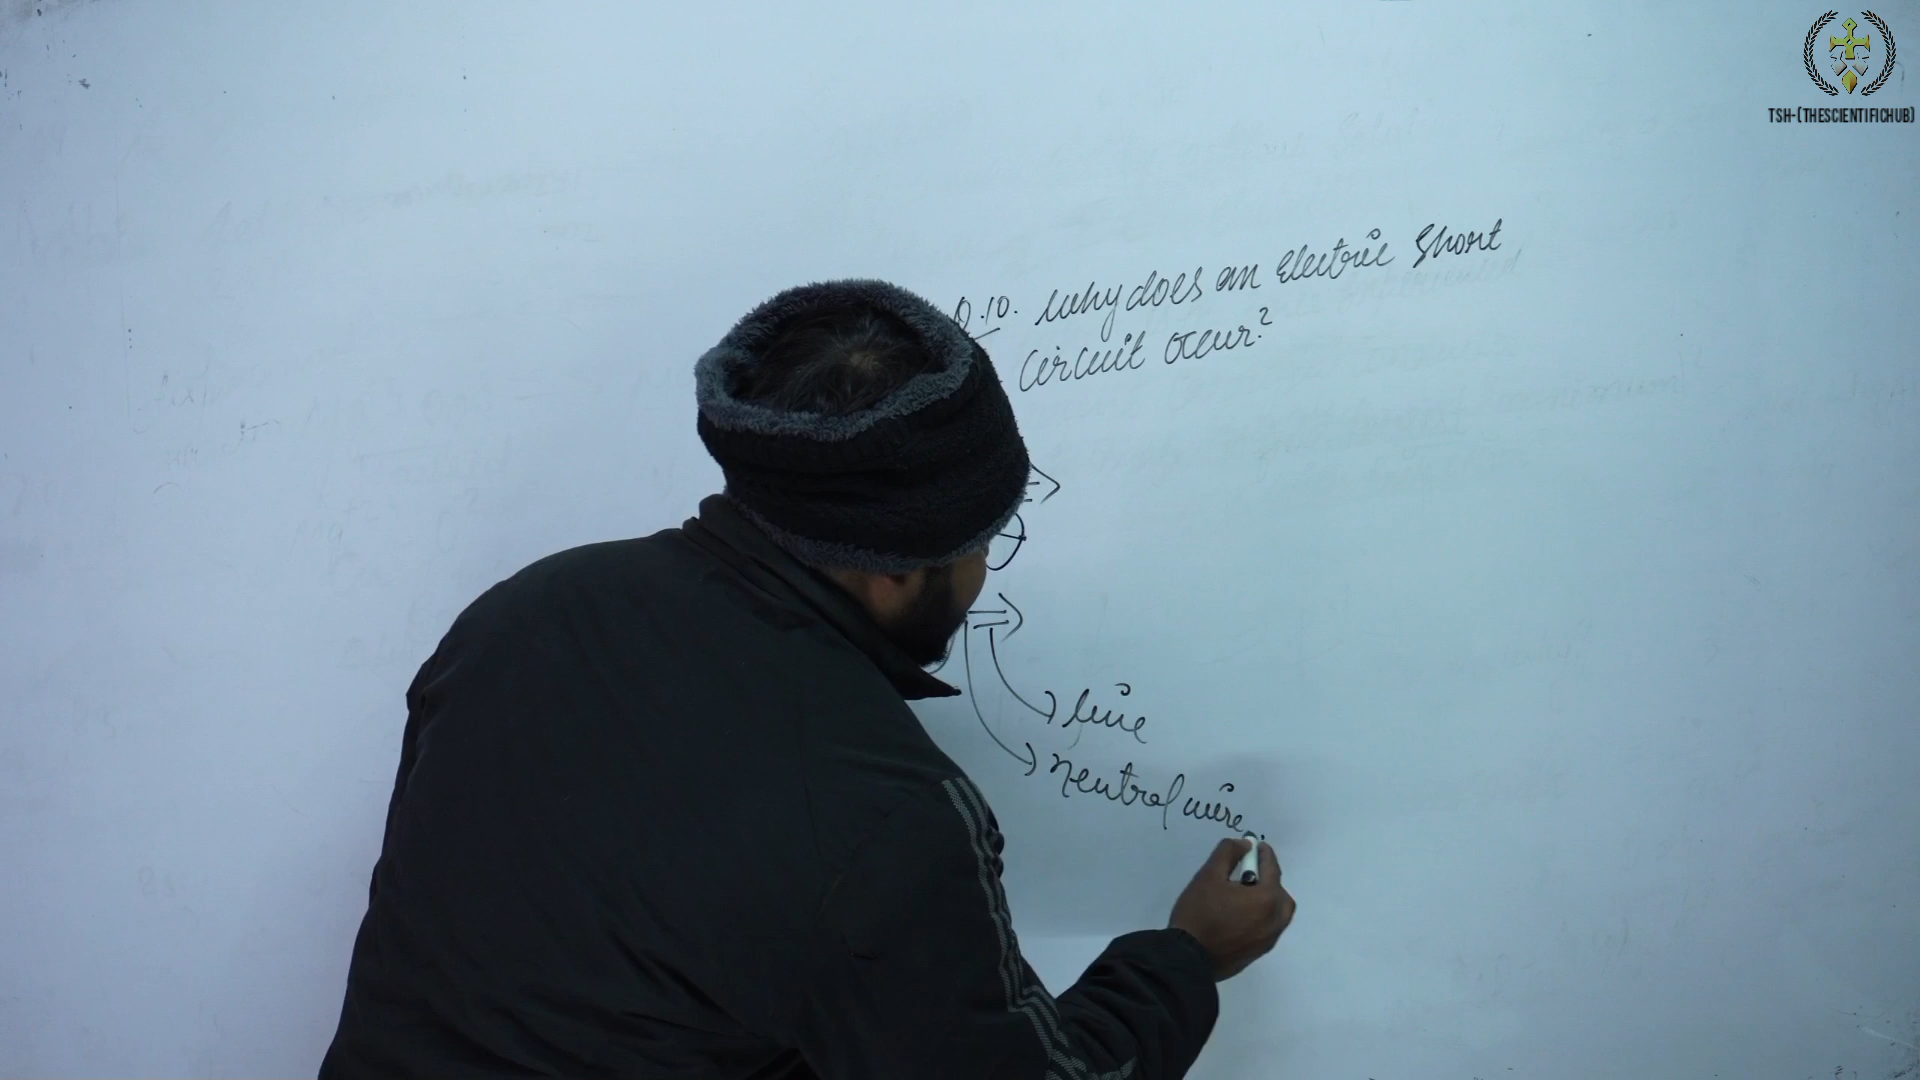 TSH-(THESCIENTIFICHUB)
Q.10. Why does an Electric Short
Circuit occur?
live
neutral wire.